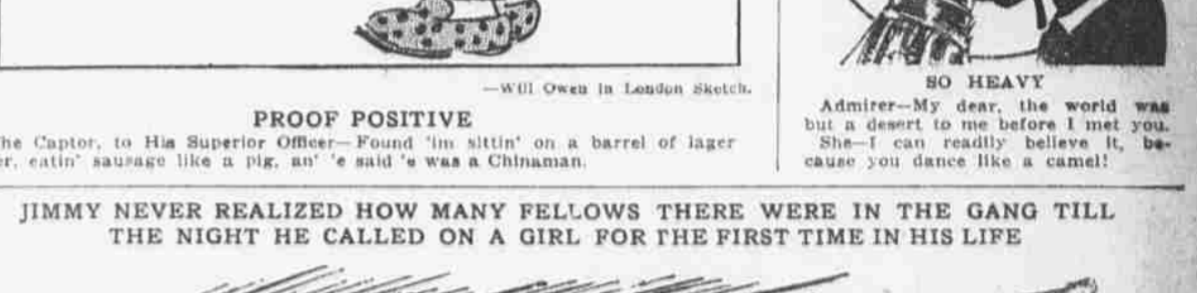 —Will Owen in London Sketch.
PROOF POSITIVE
he Captor, to His Superior Officer—Found 'im sittin' on a barrel of lager
er, eatin' sausage like a pig, an' 'e said 'e was a Chinaman.
SO HEAVY
Admirer—My dear, the world was
but a desert to me before I met you.
She—I can readily believe it, be-
cause you dance like a camel!
JIMMY NEVER REALIZED HOW MANY FELLOWS THERE WERE IN THE GANG TILL
THE NIGHT HE CALLED ON A GIRL FOR THE FIRST TIME IN HIS LIFE